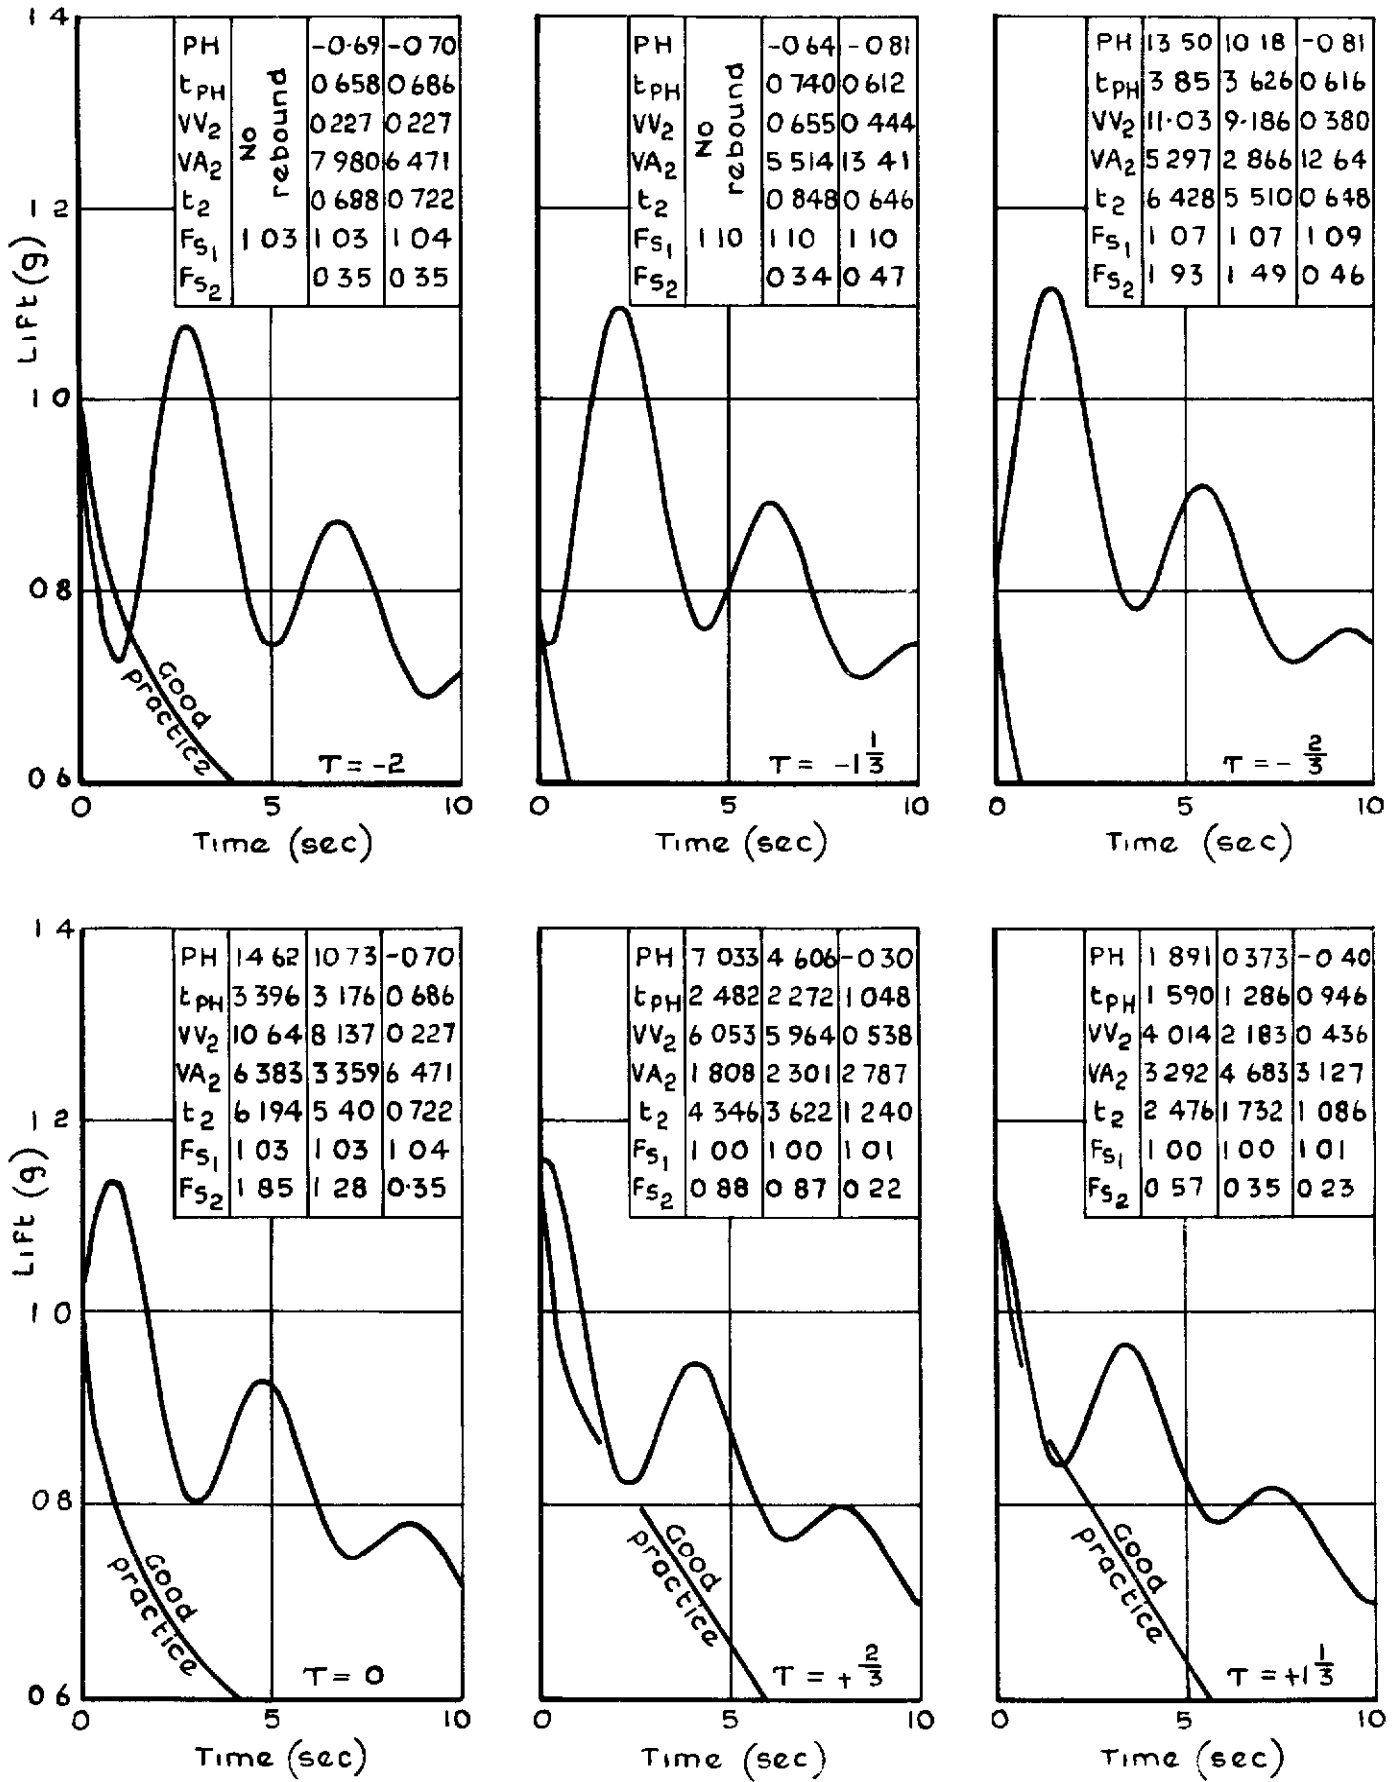 1 4
PH -0·69 -0 70
tPH 0 658 0 686
VV2 0 227 0 227
VA2 No rebound 7 980 6 471
t2 0 688 0 722
FS1 1 03 1 03 1 04
FS2 0 35 0 35
1 2
Lift (g)
1 0
0 8
0 6
Good
practice
T = -2
0 5 10
Time (sec)
PH -0 64 -0 81
tPH 0 740 0 612
VV2 0 655 0 444
VA2 No rebound 5 514 13 41
t2 0 848 0 646
FS1 1 10 1 10 1 10
FS2 0 34 0 47
T = -1 1/3
0 5 10
Time (sec)
PH 13 50 10 18 -0 81
tPH 3 85 3 626 0 616
VV2 11·03 9·186 0 380
VA2 5 297 2 866 12 64
t2 6 428 5 510 0 648
FS1 1 07 1 07 1 09
FS2 1 93 1 49 0 46
T = - 2/3
0 5 10
Time (sec)
1 4
PH 14 62 10 73 -0 70
tPH 3 396 3 176 0 686
VV2 10 64 8 137 0 227
VA2 6 383 3 359 6 471
t2 6 194 5 40 0 722
FS1 1 03 1 03 1 04
FS2 1 85 1 28 0·35
1 2
Lift (g)
1 0
0 8
0 6
Good
practice
T = 0
0 5 10
Time (sec)
PH 7 033 4 606 -0 30
tPH 2 482 2 272 1 048
VV2 6 053 5 964 0 538
VA2 1 808 2 301 2 787
t2 4 346 3 622 1 240
FS1 1 00 1 00 1 01
FS2 0 88 0 87 0 22
Good
practice
T = + 2/3
0 5 10
Time (sec)
PH 1 891 0 373 -0 40
tPH 1 590 1 286 0 946
VV2 4 014 2 183 0 436
VA2 3 292 4 683 3 127
t2 2 476 1 732 1 086
FS1 1 00 1 00 1 01
FS2 0 57 0 35 0 23
Good
practice
T = +1 1/3
0 5 10
Time (sec)